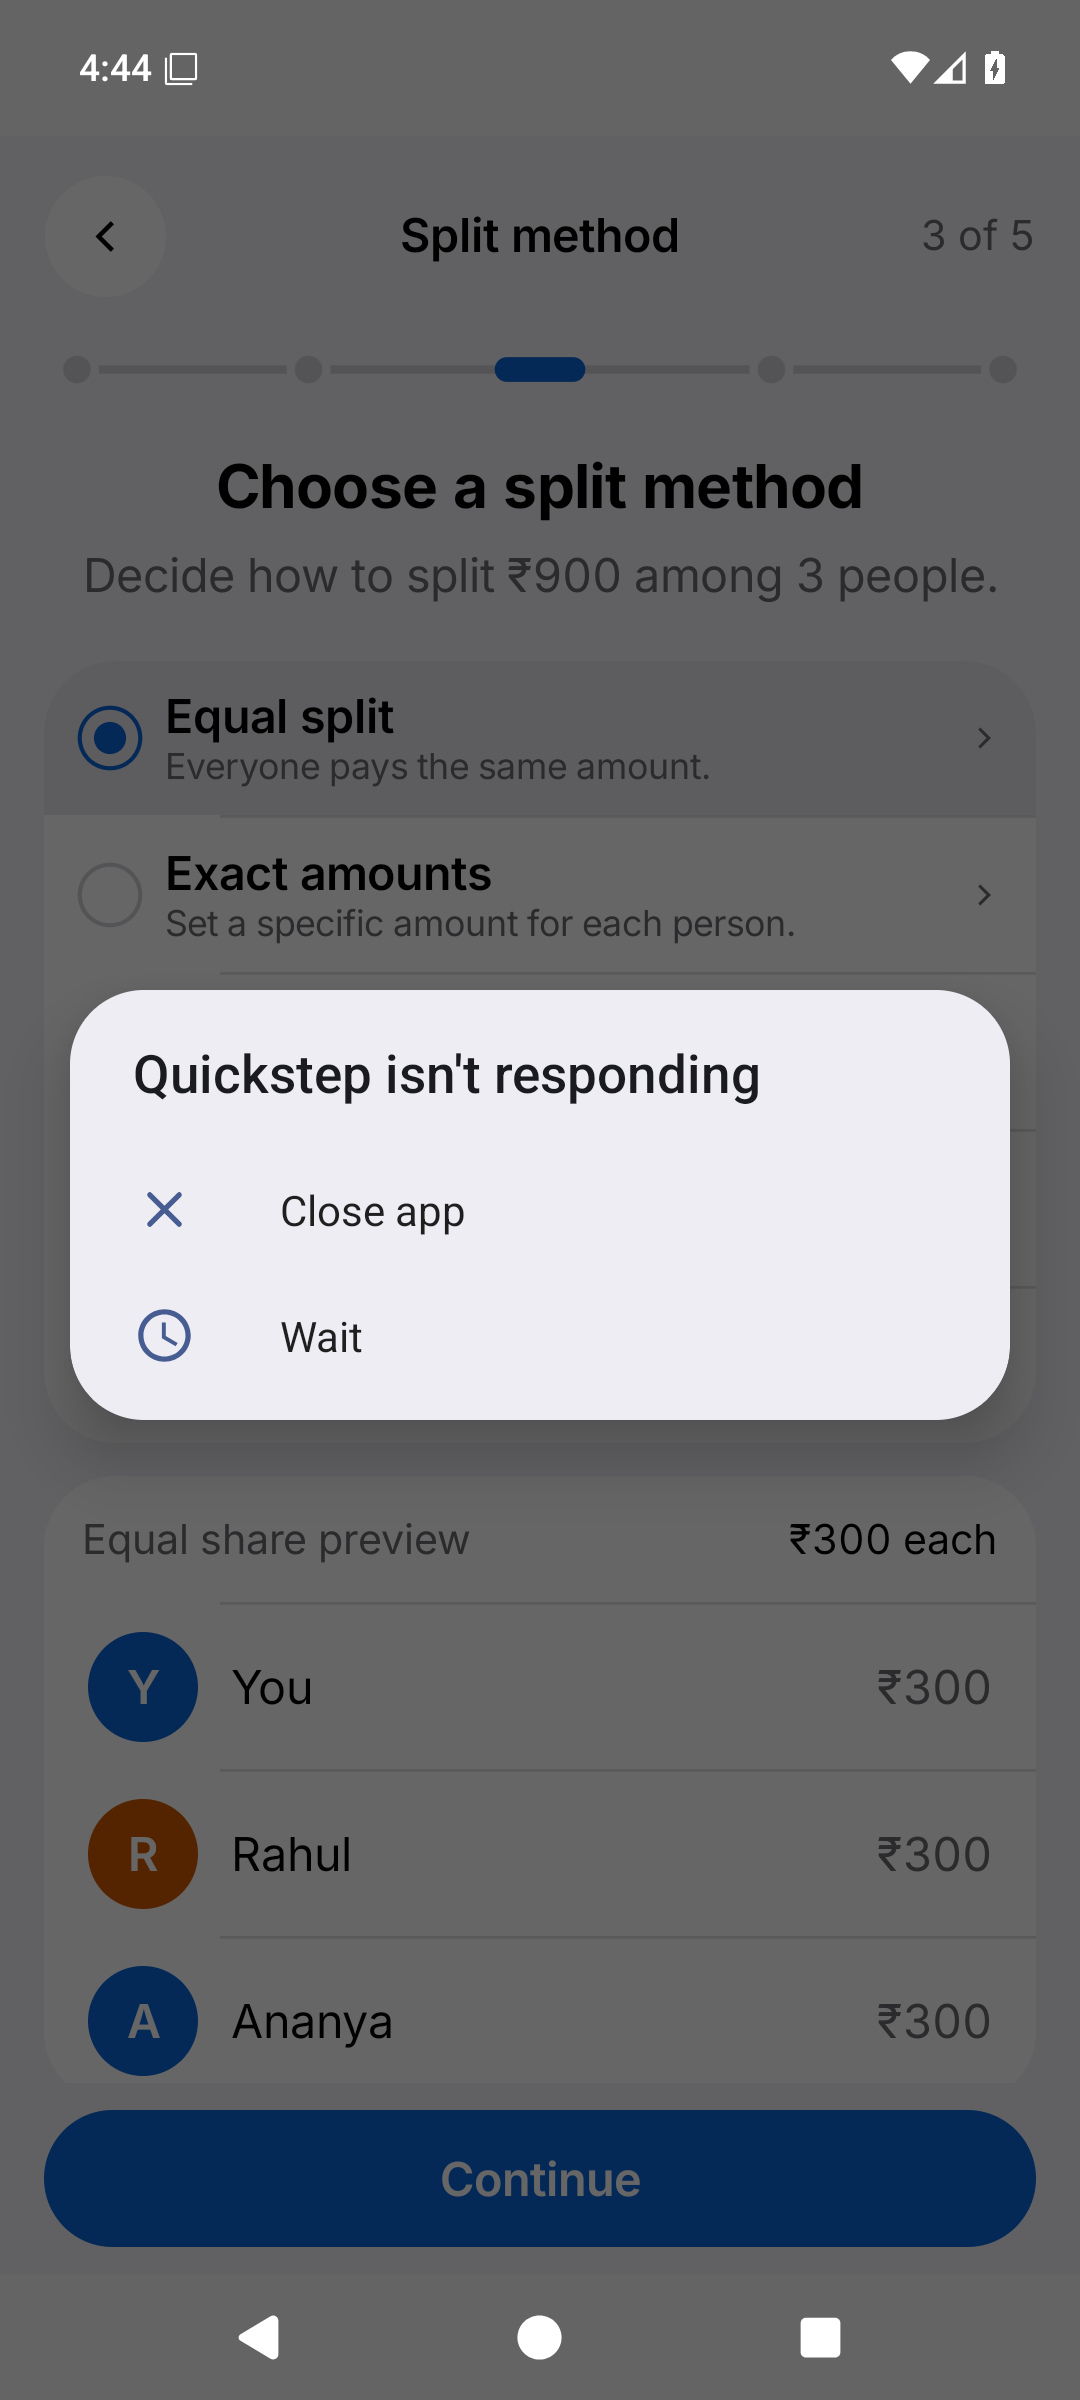 4:44
Split method
3 of 5
Choose a split method
Decide how to split ₹900 among 3 people.
Equal split
Everyone pays the same amount.
Exact amounts
Set a specific amount for each person.
Quickstep isn't responding
Close app
Wait
Equal share preview
₹300 each
Y
You
₹300
R
Rahul
₹300
A
Ananya
₹300
Continue